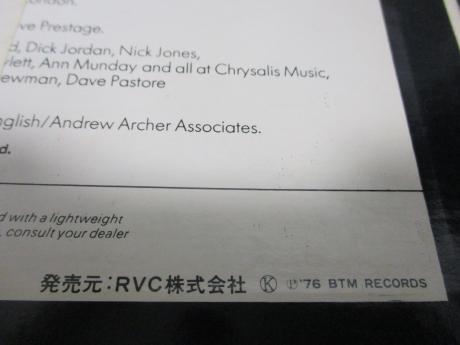 London.
ve Prestage.
d, Dick Jordan, Nick Jones,
rlett, Ann Munday and all at Chrysalis Music,
ewman, Dave Pastore
nglish/Andrew Archer Associates.
d.
d with a lightweight
, consult your dealer
発売元:RVC株式会社 Ⓚ Ⓟ'76 BTM RECORDS